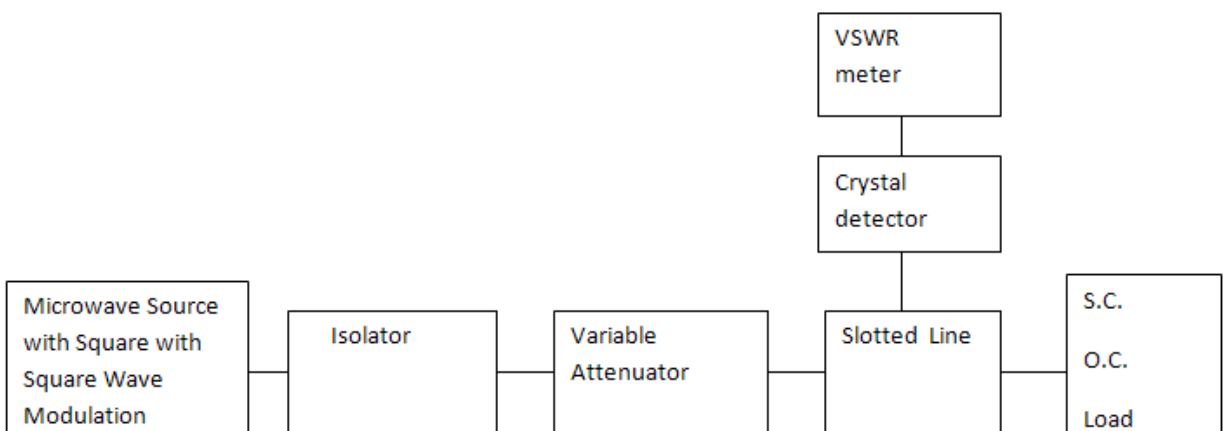 VSWR
meter
Crystal
detector
Microwave Source
with Square with
Square Wave
Modulation
Isolator
Variable
Attenuator
Slotted Line
S.C.
O.C.
Load